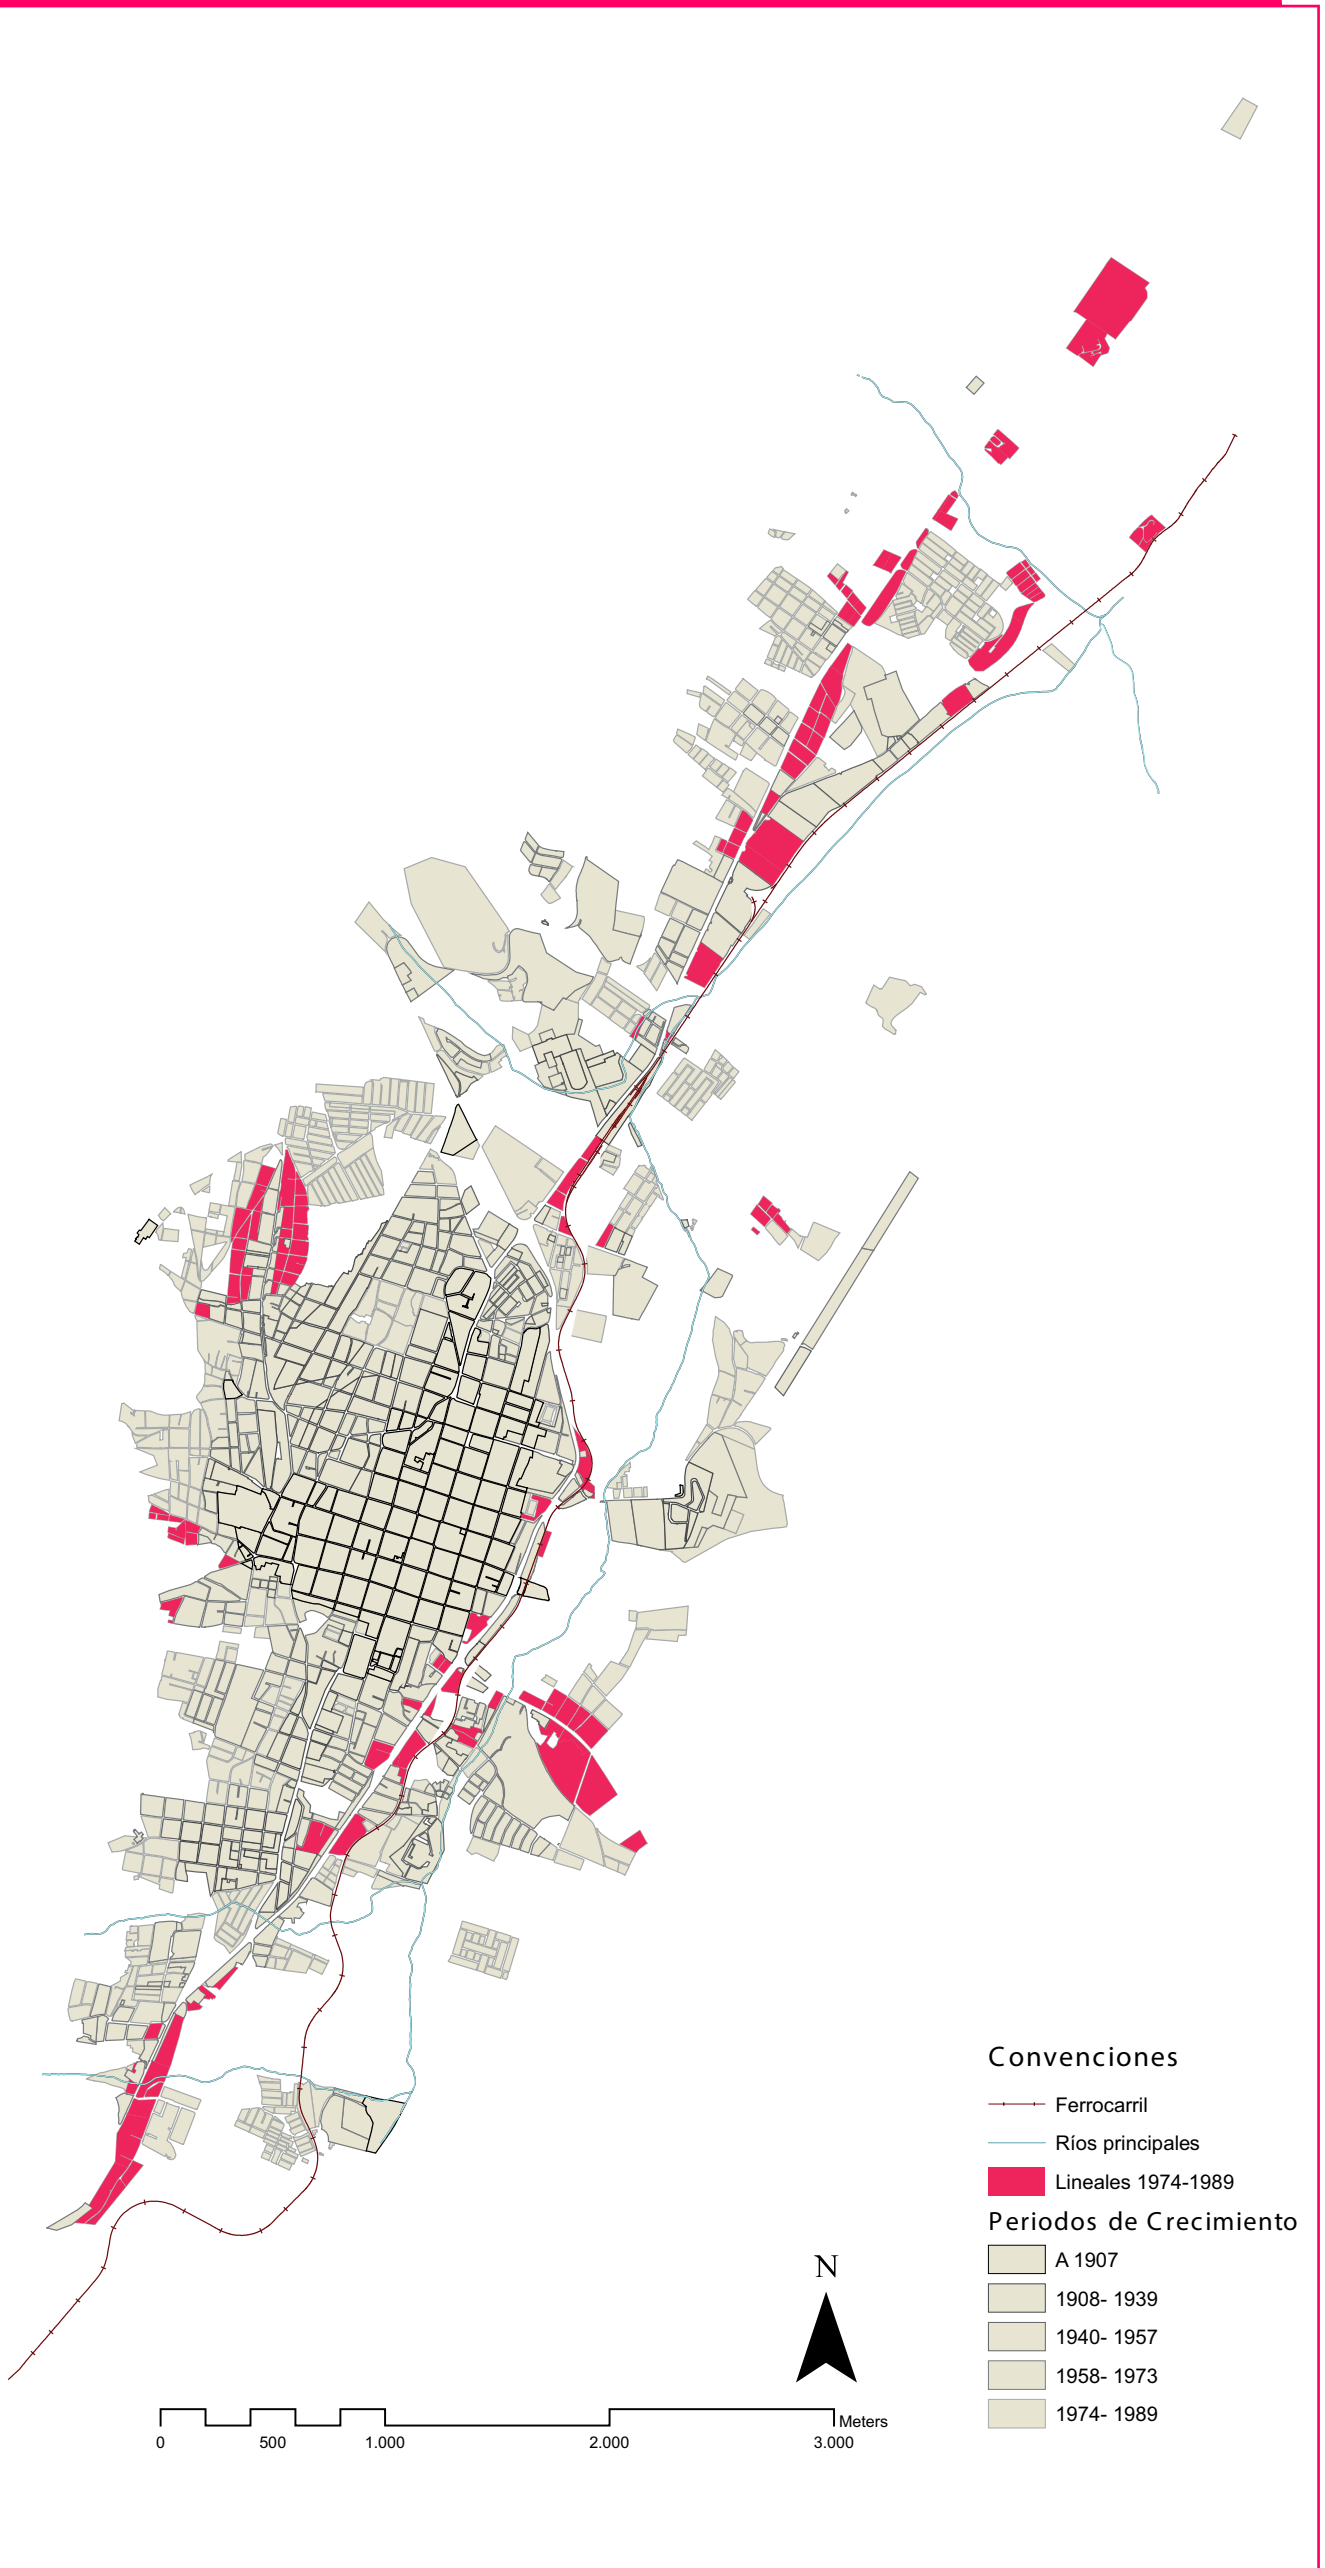 Convenciones
Ferrocarril
Ríos principales
Lineales 1974-1989
Periodos de Crecimiento
A 1907
1908- 1939
1940- 1957
1958- 1973
1974- 1989
N
Meters
0 500 1.000 2.000 3.000